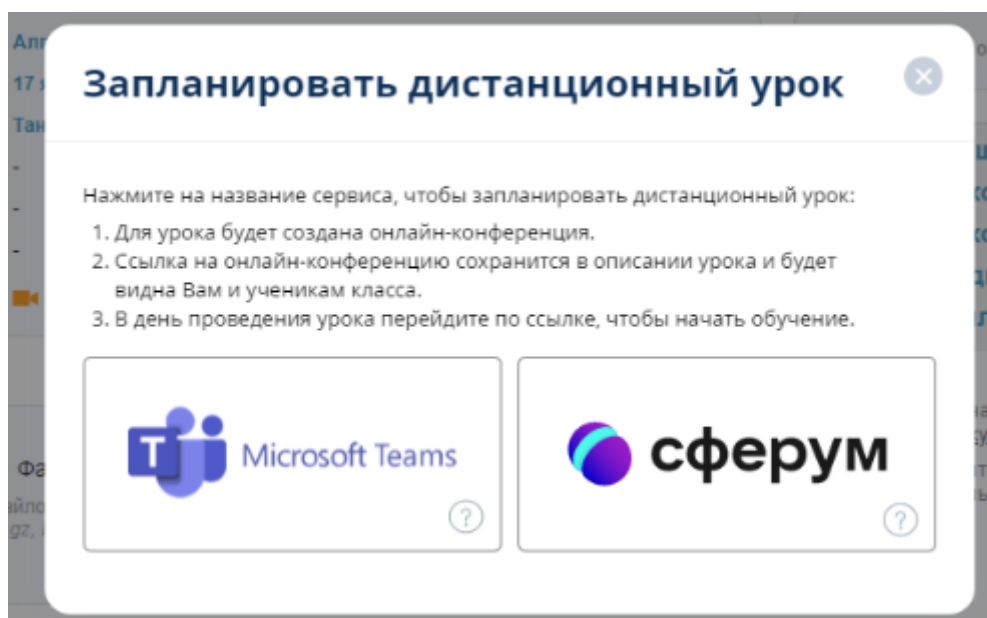 Запланировать дистанционный урок
Нажмите на название сервиса, чтобы запланировать дистанционный урок:
1. Для урока будет создана онлайн-конференция.
2. Ссылка на онлайн-конференцию сохранится в описании урока и будет
видна Вам и ученикам класса.
3. В день проведения урока перейдите по ссылке, чтобы начать обучение.
Microsoft Teams
сферум